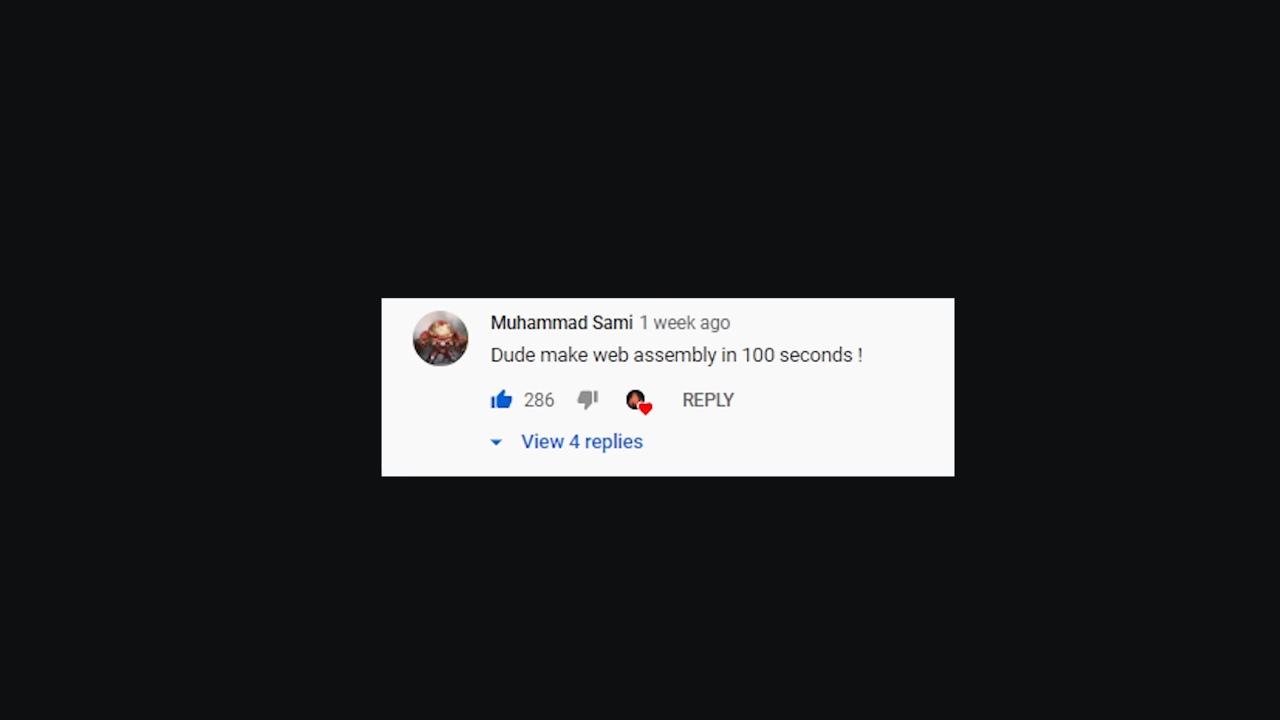 Muhammad Sami 1 week ago
Dude make web assembly in 100 seconds !
286 REPLY
View 4 replies